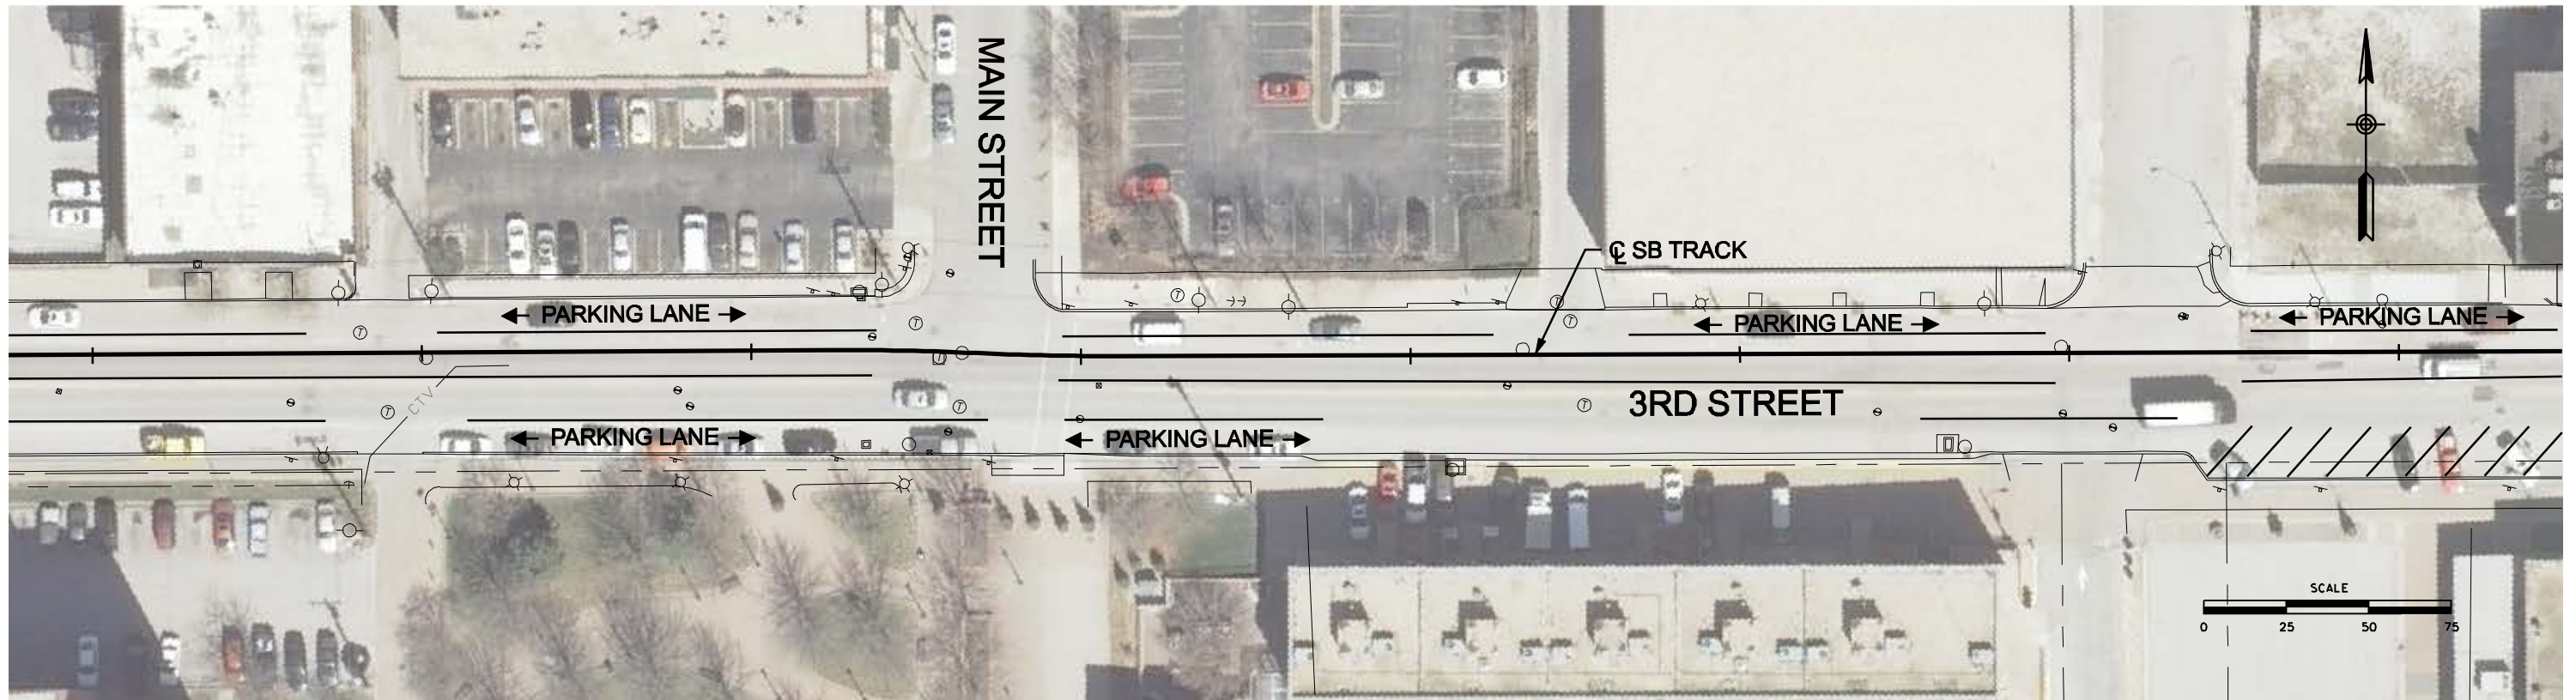 MAIN STREET
℄ SB TRACK
PARKING LANE
PARKING LANE
PARKING LANE
3RD STREET
CTV
PARKING LANE
PARKING LANE
SCALE
0 25 50 75
T
T
T
T
T
T
T
T
T